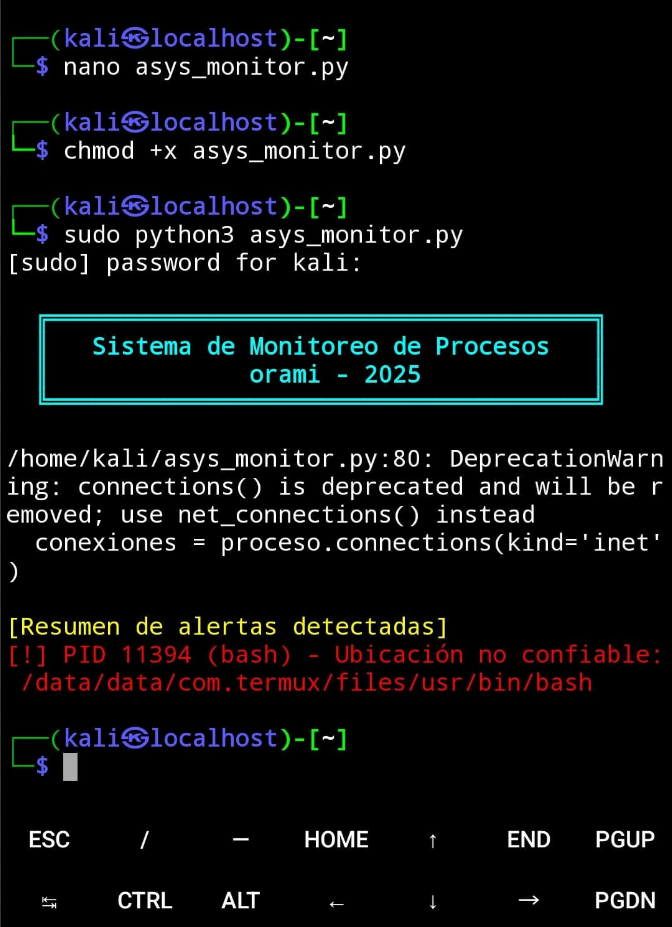 ┌──(kali㉿localhost)-[~]
└─$ nano asys_monitor.py
┌──(kali㉿localhost)-[~]
└─$ chmod +x asys_monitor.py
┌──(kali㉿localhost)-[~]
└─$ sudo python3 asys_monitor.py
[sudo] password for kali:
Sistema de Monitoreo de Procesos
orami - 2025
/home/kali/asys_monitor.py:80: DeprecationWarn
ing: connections() is deprecated and will be r
emoved; use net_connections() instead
conexiones = proceso.connections(kind='inet'
)
[Resumen de alertas detectadas]
[!] PID 11394 (bash) - Ubicación no confiable:
/data/data/com.termux/files/usr/bin/bash
┌──(kali㉿localhost)-[~]
└─$
ESC / — HOME ↑ END PGUP
↹ CTRL ALT ← ↓ → PGDN